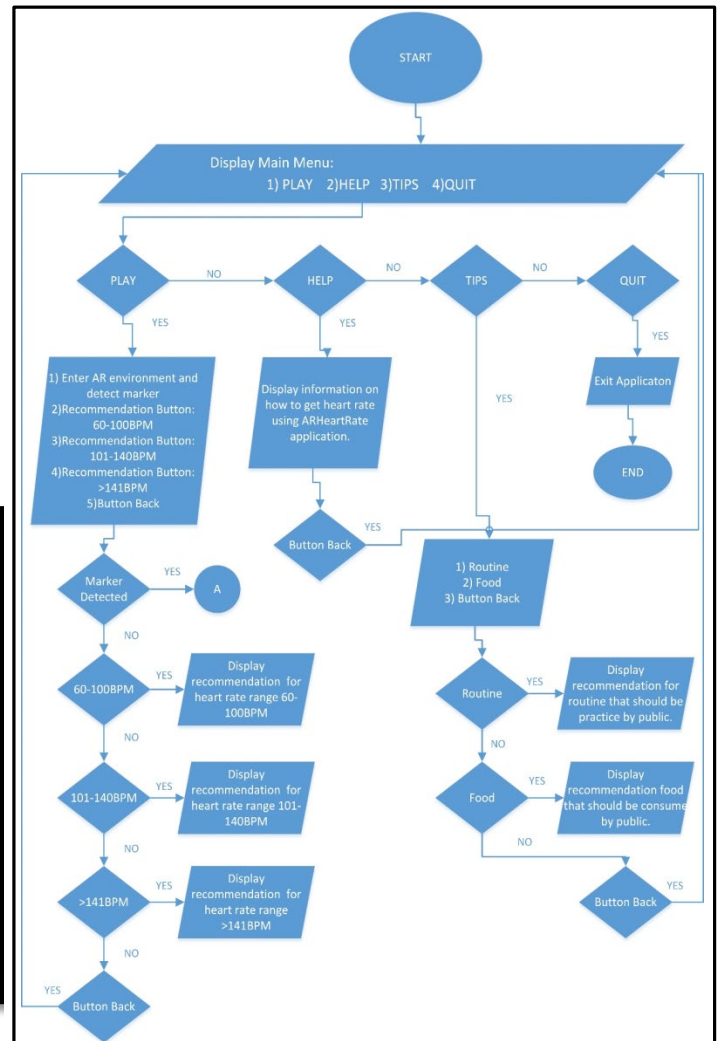 START
Display Main Menu:
1) PLAY 2)HELP 3)TIPS 4)QUIT
PLAY
NO
HELP
NO
TIPS
NO
QUIT
YES
YES
YES
YES
1) Enter AR environment and
detect marker
2)Recommendation Button:
60-100BPM
3)Recommendation Button:
101-140BPM
4)Recommendation Button:
>141BPM
5)Button Back
Display information on
how to get heart rate
using ARHeartRate
application.
Exit Applicaton
END
Button Back
YES
1) Routine
2) Food
3) Button Back
Marker
Detected
YES
A
NO
60-100BPM
YES
Display
recommendation for
heart rate range 60-
100BPM
NO
Routine
YES
Display
recommendation for
routine that should be
practice by public.
NO
101-140BPM
YES
Display
recommendation for
heart rate range 101-
140BPM
NO
Food
YES
Display
recommendation food
that should be consume
by public.
NO
>141BPM
YES
Display
recommendation for
heart rate range
>141BPM
NO
Button Back
YES
YES
Button Back